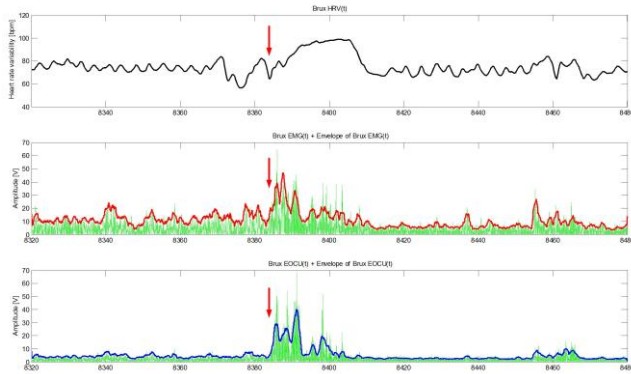 Brux HRV(t)
Heart rate variability [bpm]
120
100
80
60
40
8320 8340 8360 8380 8400 8420 8440 8460 848
Brux EMG(t) + Envelope of Brux EMG(t)
Amplitude [V]
70
60
50
40
30
20
10
0
8320 8340 8360 8380 8400 8420 8440 8460 848
Brux EOCU(t) + Envelope of Brux EOCU(t)
Amplitude [V]
70
60
50
40
30
20
10
0
8320 8340 8360 8380 8400 8420 8440 8460 848